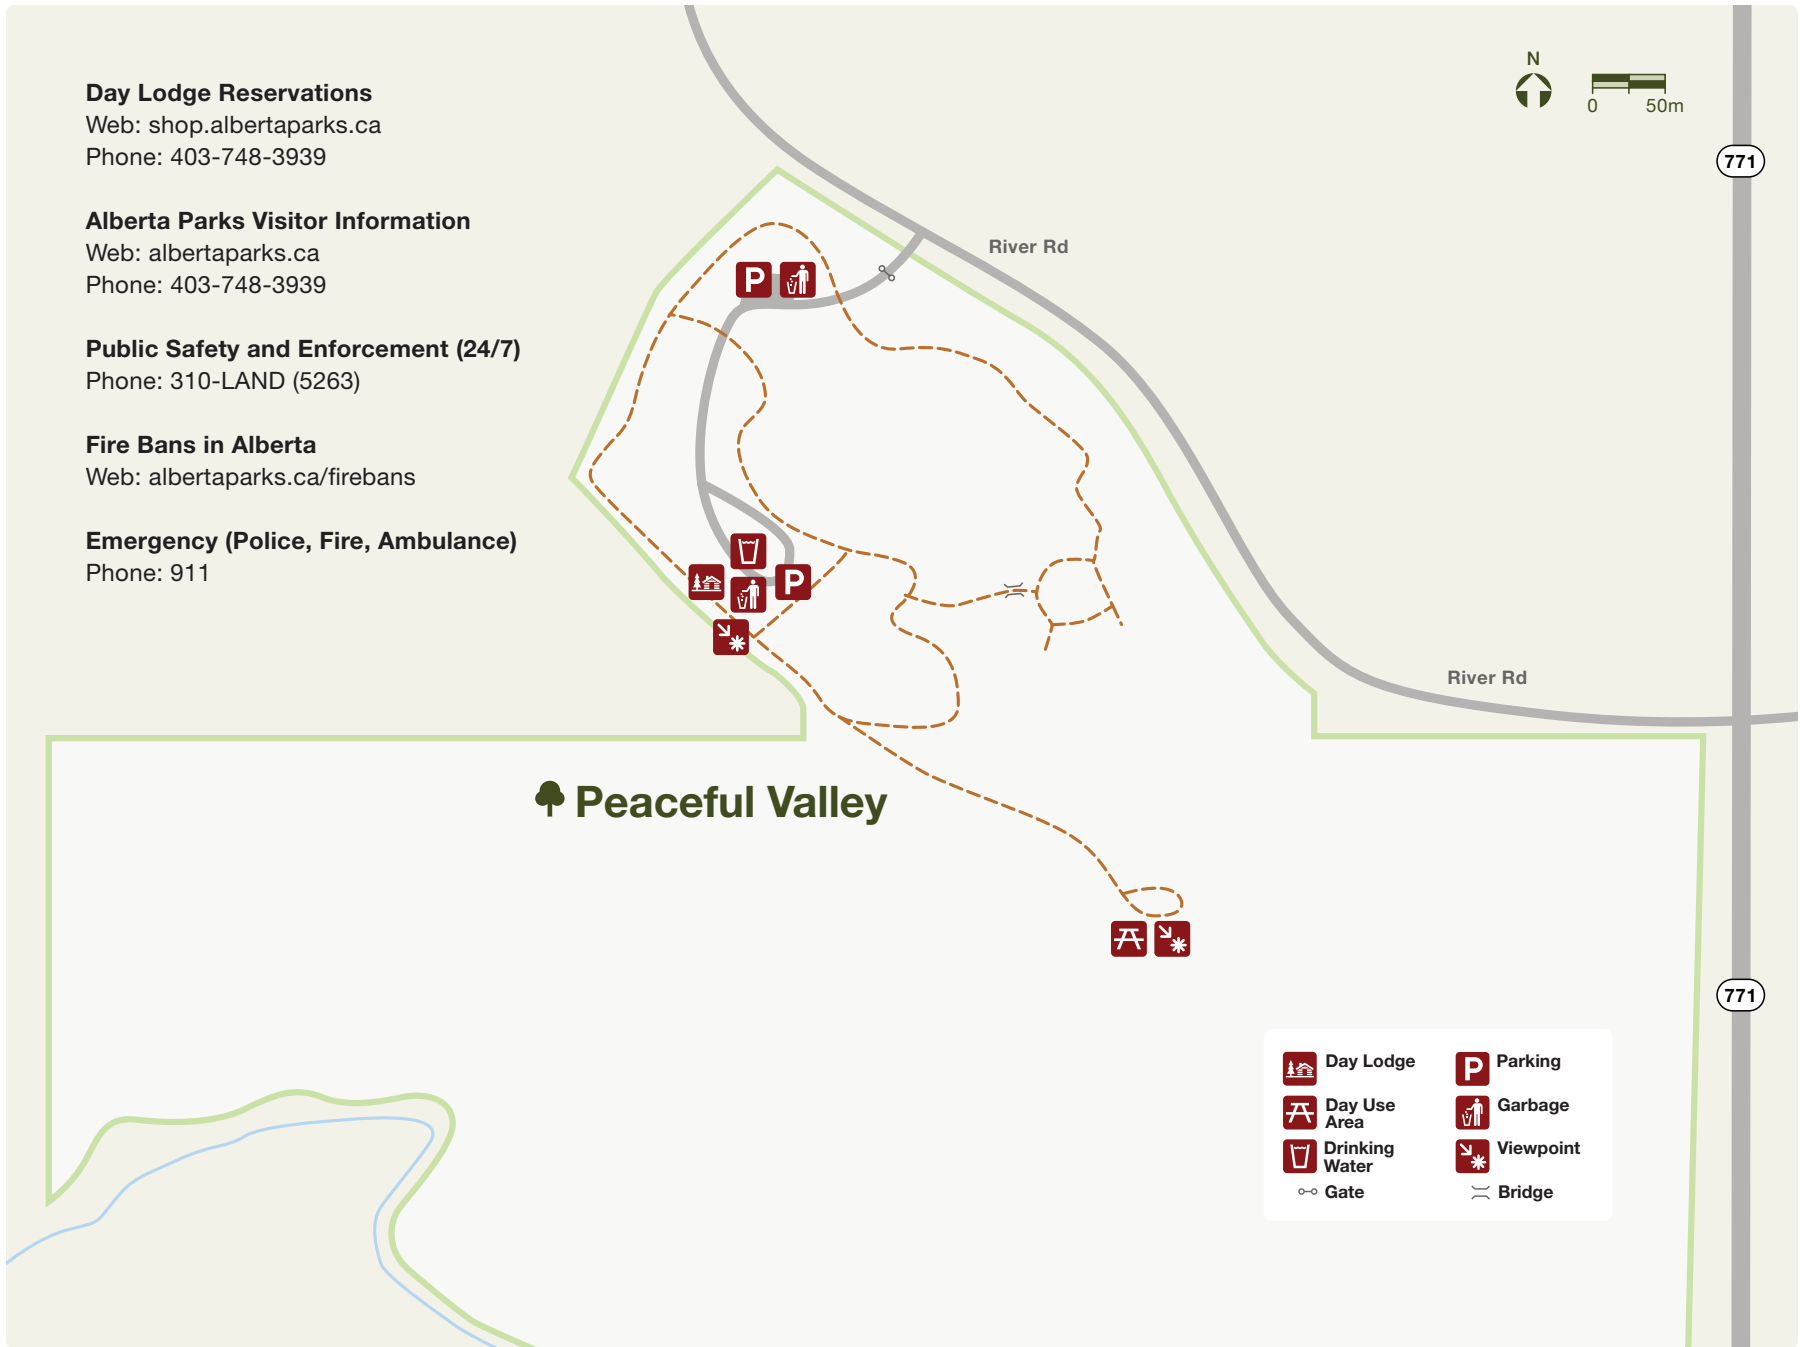 Day Lodge Reservations
Web: shop.albertaparks.ca
Phone: 403-748-3939
Alberta Parks Visitor Information
Web: albertaparks.ca
Phone: 403-748-3939
Public Safety and Enforcement (24/7)
Phone: 310-LAND (5263)
Fire Bans in Alberta
Web: albertaparks.ca/firebans
Emergency (Police, Fire, Ambulance)
Phone: 911
N
0 50m
771
River Rd
P
P
River Rd
Peaceful Valley
771
Day Lodge
Day Use
Area
Drinking
Water
Gate
P Parking
Garbage
Viewpoint
Bridge